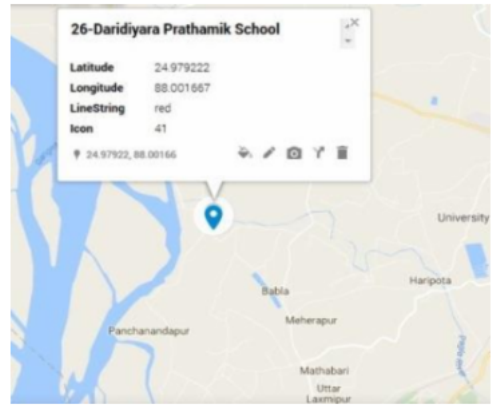 26-Daridiyara Prathamik School
Latitude 24.979222
Longitude 88.001667
LineString red
Icon 41
24.97922, 88.00166
University
Haripota
Babla
Meherapur
Panchanandapur
Mathabari
Uttar
Laxmipur